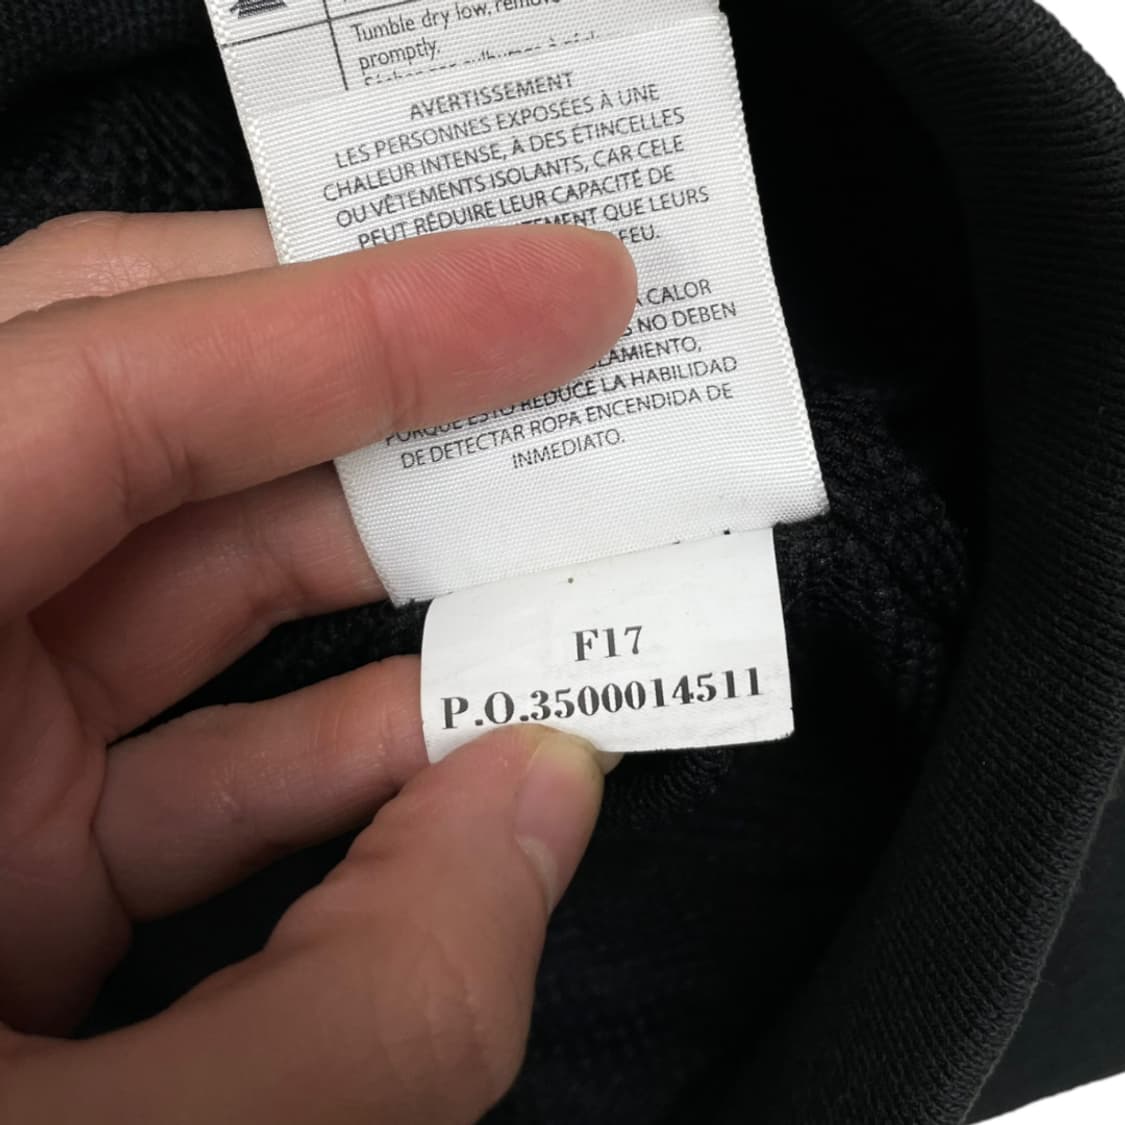 Tumble dry low, remove
promptly.
AVERTISSEMENT
LES PERSONNES EXPOSÉES À UNE
CHALEUR INTENSE, À DES ÉTINCELLES
OU VÊTEMENTS ISOLANTS, CAR CELE
PEUT RÉDUIRE LEUR CAPACITÉ DE
QUE LEURS
FEU.
CALOR
NO DEBEN
REDUCE LA HABILIDAD
DE DETECTAR ROPA ENCENDIDA DE
INMEDIATO.
F17
P.O.3500014511